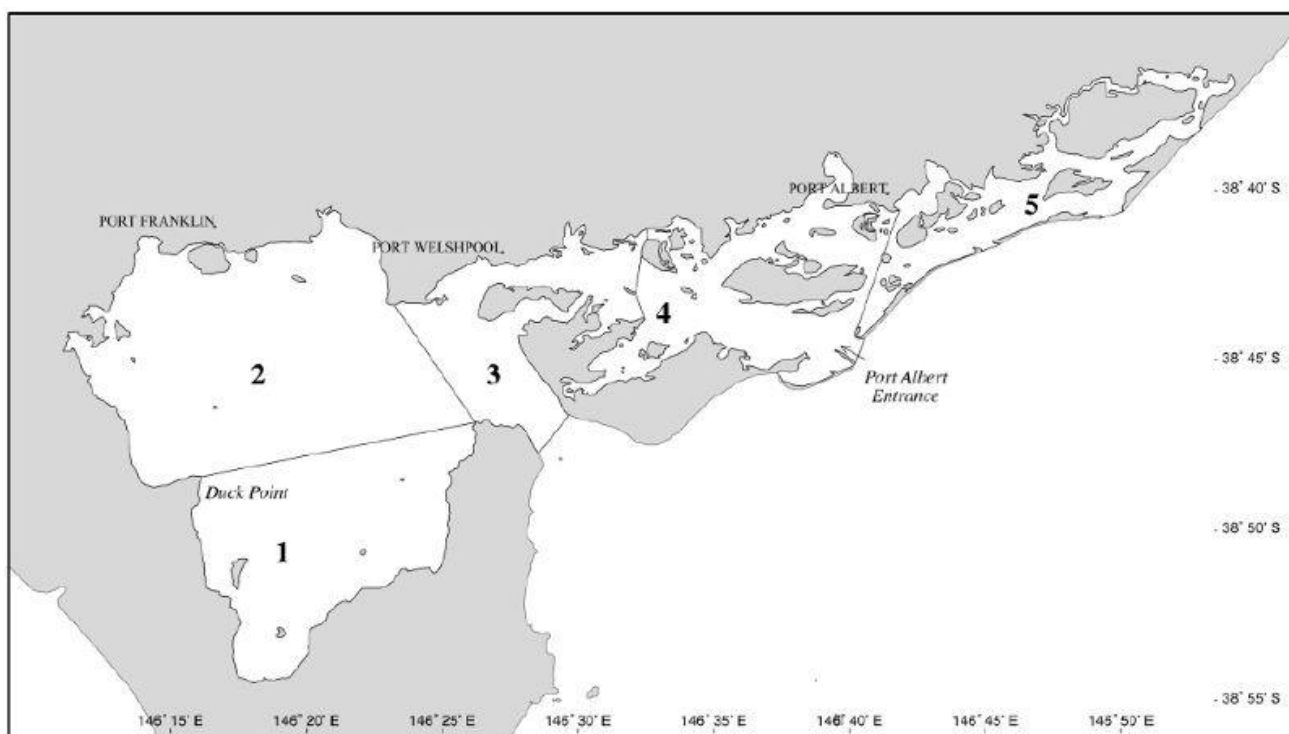 PORT ALBERT
5
38° 40' S
PORT FRANKLIN
PORT WELSHPOOL
4
38° 45' S
2
3
Port Albert
Entrance
Duck Point
38° 50' S
1
38° 55' S
146° 15' E
146° 20' E
146° 25' E
146° 30' E
146° 35' E
146° 40' E
146° 45' E
146° 50' E